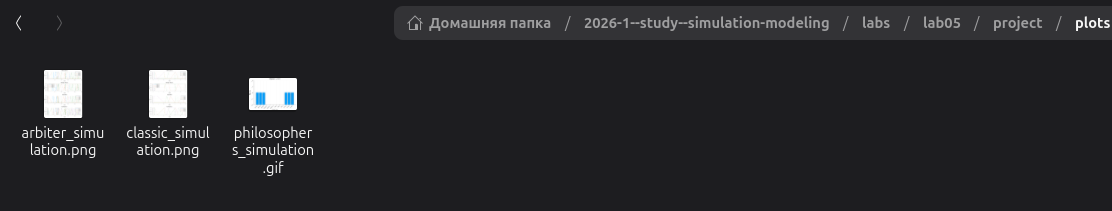 Домашняя папка / 2026-1--study--simulation-modeling / labs / lab05 / project / plots
arbiter_simu
lation.png
classic_simul
ation.png
philosopher
s_simulation
.gif